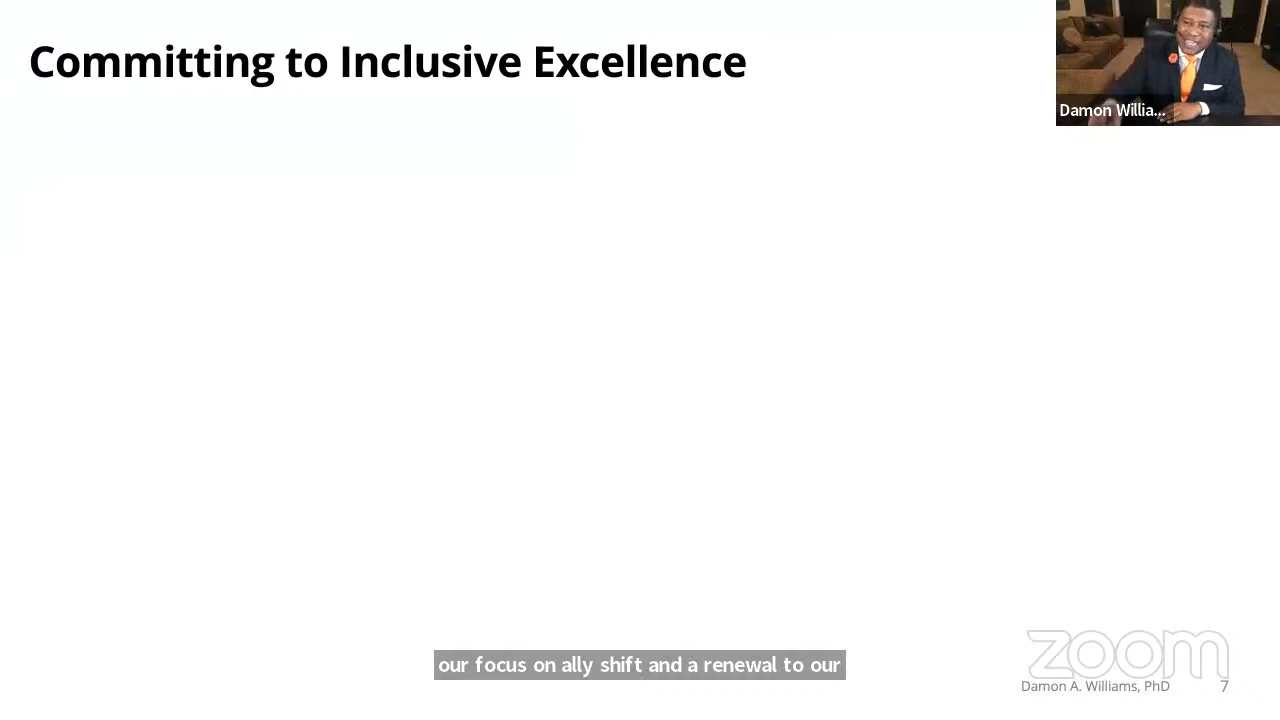 Committing to Inclusive Excellence
Damon Willia...
our focus on ally shift and a renewal to our
zoom
Damon A. Williams, PhD 7